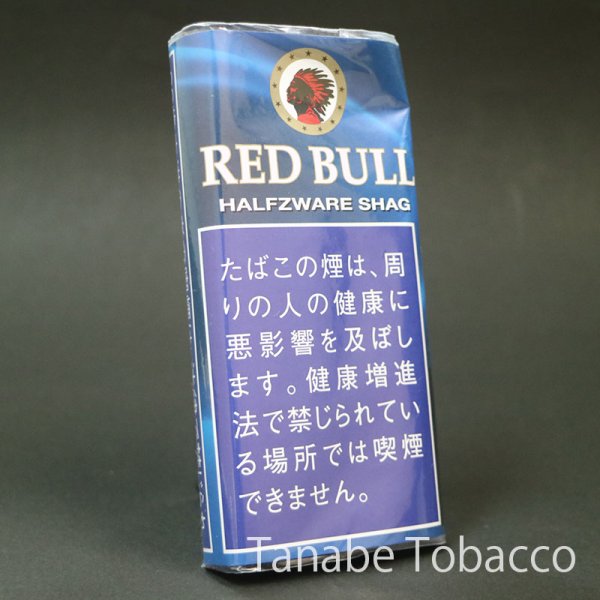 RED BULL
HALFZWARE SHAG
たばこの煙は、周
りの人の健康に
悪影響を及ぼし
ます。健康増進
法で禁じられてい
る場所では喫煙
できません。
Tanabe Tobacco